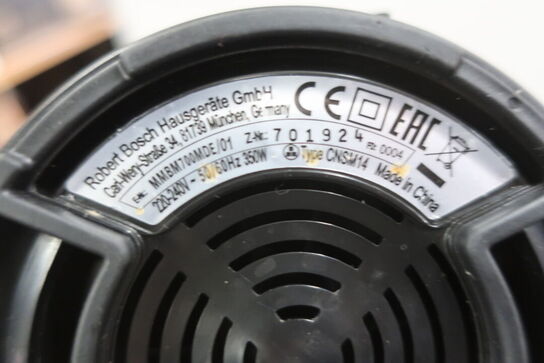 Robert Bosch Hausgeräte GmbH
Carl-Wery-Straße 34, 81739 München, Germany
E-Nr. MMBM700MDE/01 Z-Nr. 701924 FD 0004
220-240V ~ 50/60Hz 350W Type CNSM14 Made in China
CE EAC